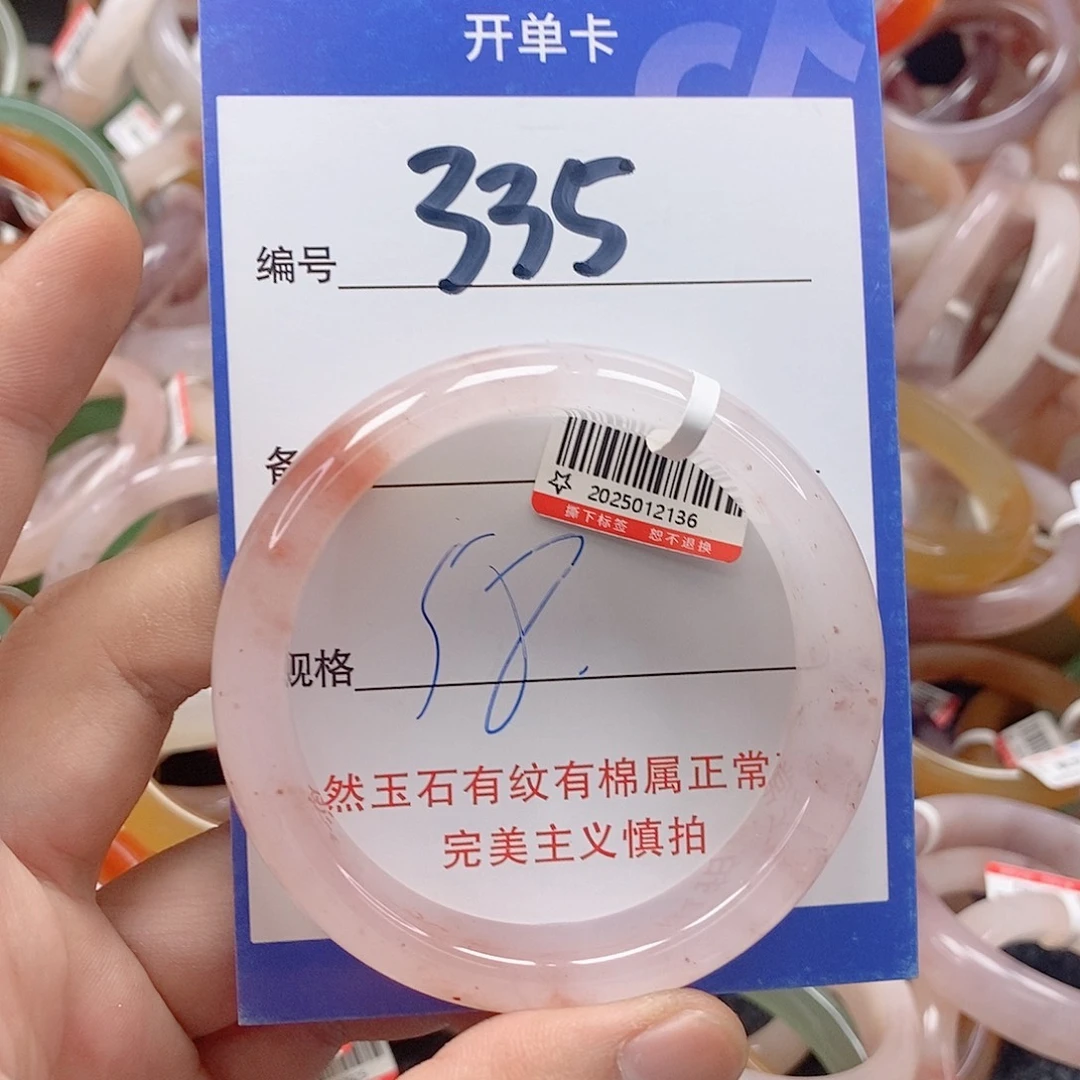 开单卡
编号 335
备
2025012136
撕下标签 恕不退换
规格 58.
然玉石有纹有棉属正常
完美主义慎拍